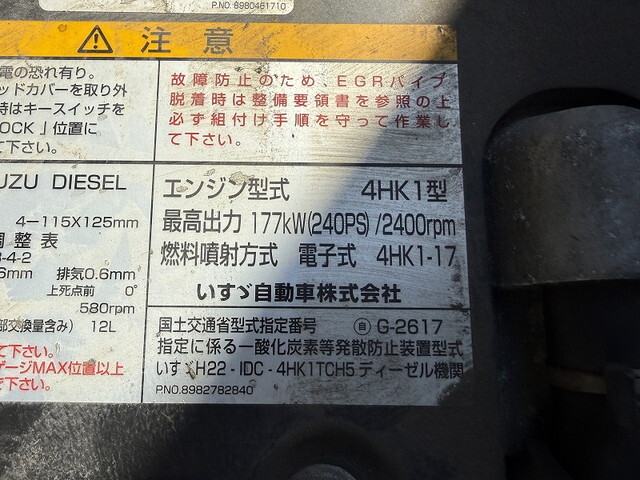 P.NO. 8980461710
注意
電の恐れ有り。
ッドカバーを取り外
時はキースイッチを
OCK」位置に
て下さい。
故障防止のため、EGRパイプ
脱着時は整備要領書を参照の上
必ず組付け手順を守って作業し
て下さい。
UZU DIESEL
4−115X125mm
調整表
-4-2
6mm 排気0.6mm
上死点前 0°
580rpm
部交換量含み) 12L
て下さい。
ゲージMAX位置以上
で下さい。
エンジン型式 4HK1型
最高出力 177kW(240PS)/2400rpm
燃料噴射方式 電子式 4HK1-17
いすゞ自動車株式会社
国土交通省型式指定番号 ㊀自 G-2617
指定に係る一酸化炭素等発散防止装置型式
いすゞH22-IDC-4HK1TCH5 ディーゼル機関
P.NO.8982782840